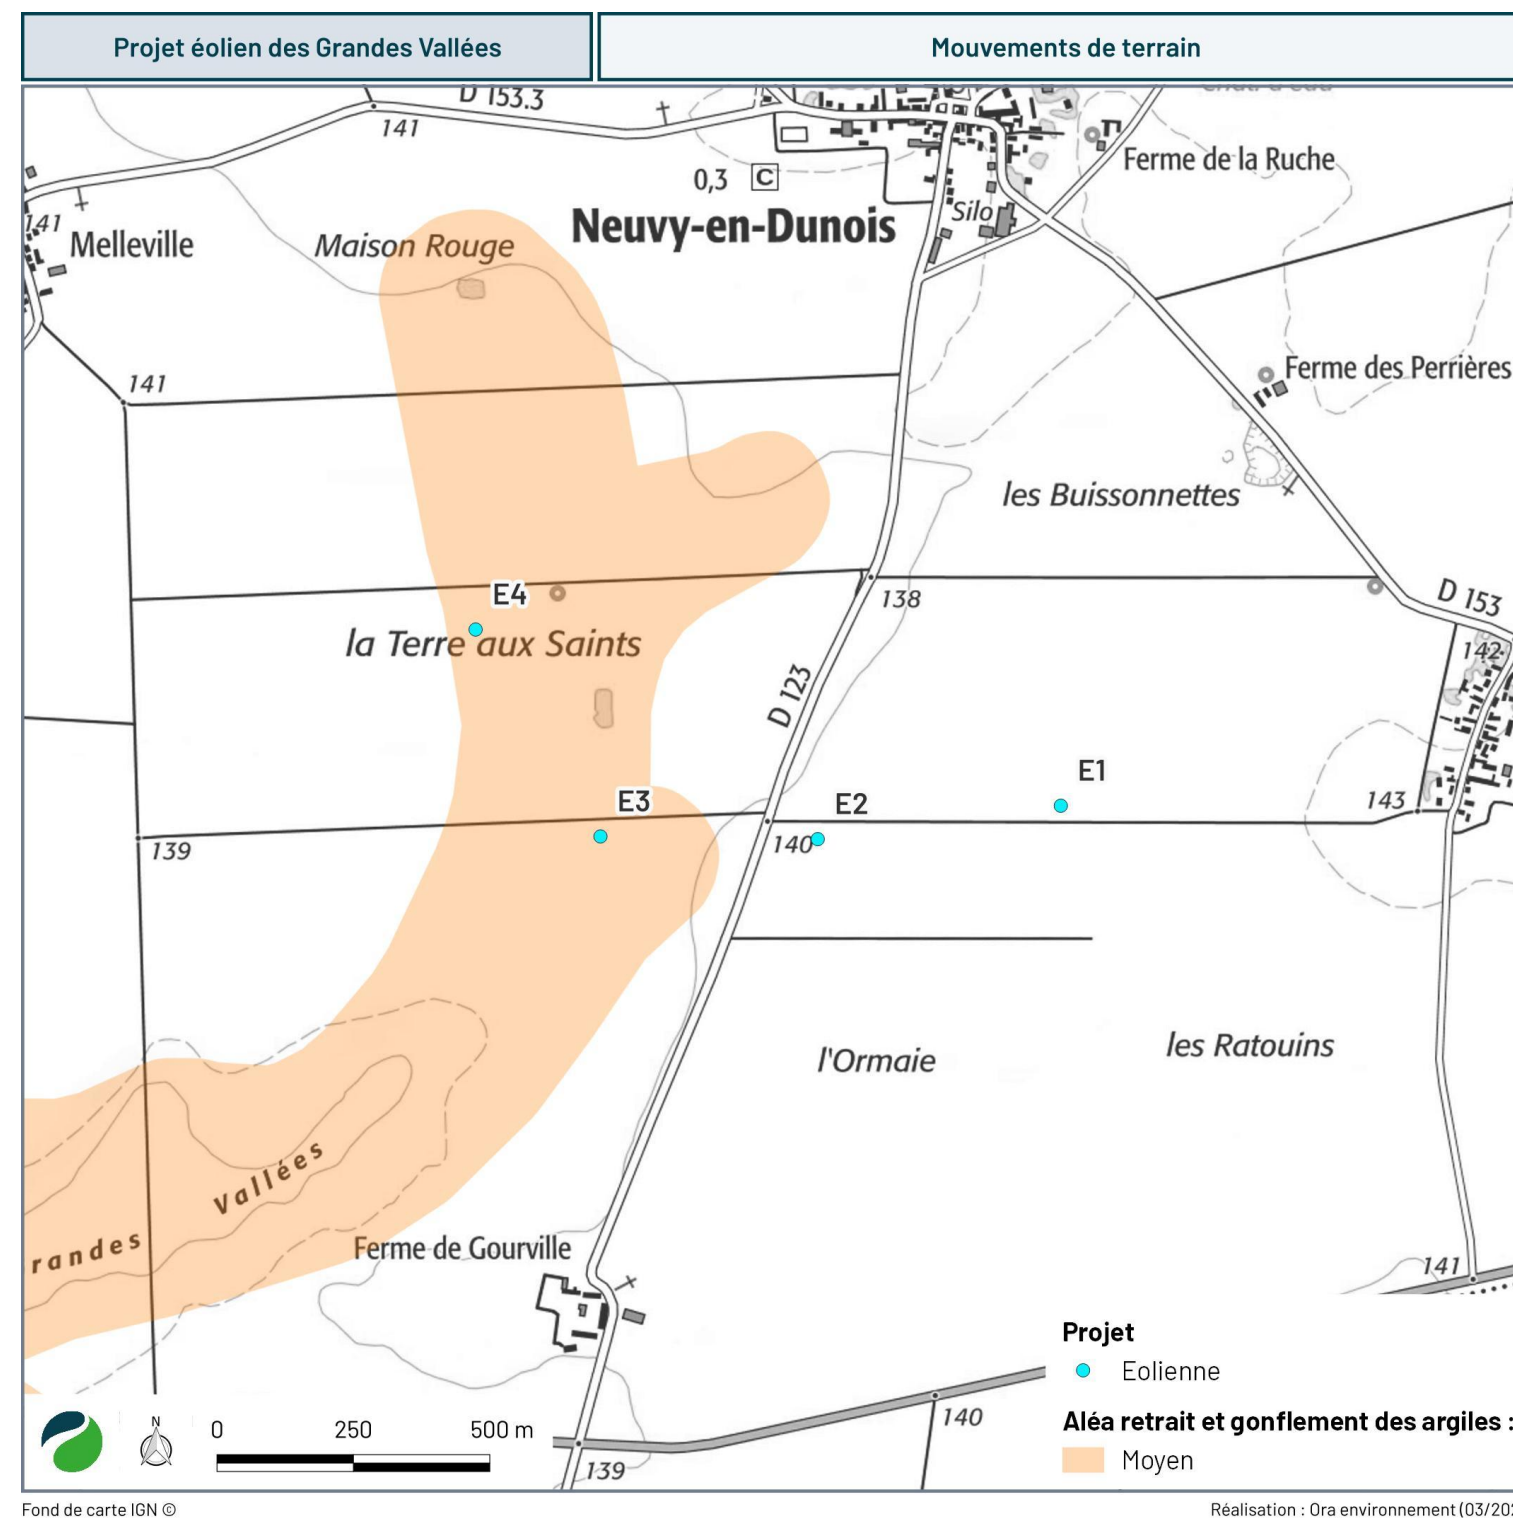 Projet éolien des Grandes Vallées
Mouvements de terrain
D 153.3
141
Ferme de la Ruche
0,3 C
Silo
141
Neuvy-en-Dunois
Melleville
Maison Rouge
141
Ferme des Perrières
les Buissonnettes
E4
138
D 153
la Terre aux Saints
142
D 123
E1
E3
E2
143
139
140
l'Ormaie
les Ratouins
Vallées
randes
Ferme de Gourville
141
Projet
Eolienne
Aléa retrait et gonflement des argiles :
Moyen
N
0 250 500 m
140
139
Fond de carte IGN ©
Réalisation : Ora environnement (03/202